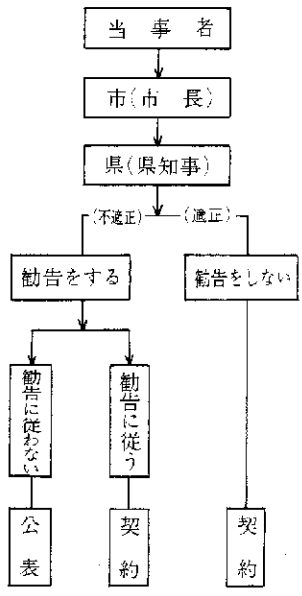 当事者
市(市長)
県(県知事)
(不適正)
(適正)
勧告をする
勧告をしない
勧告に従わない
勧告に従う
公表
契約
契約